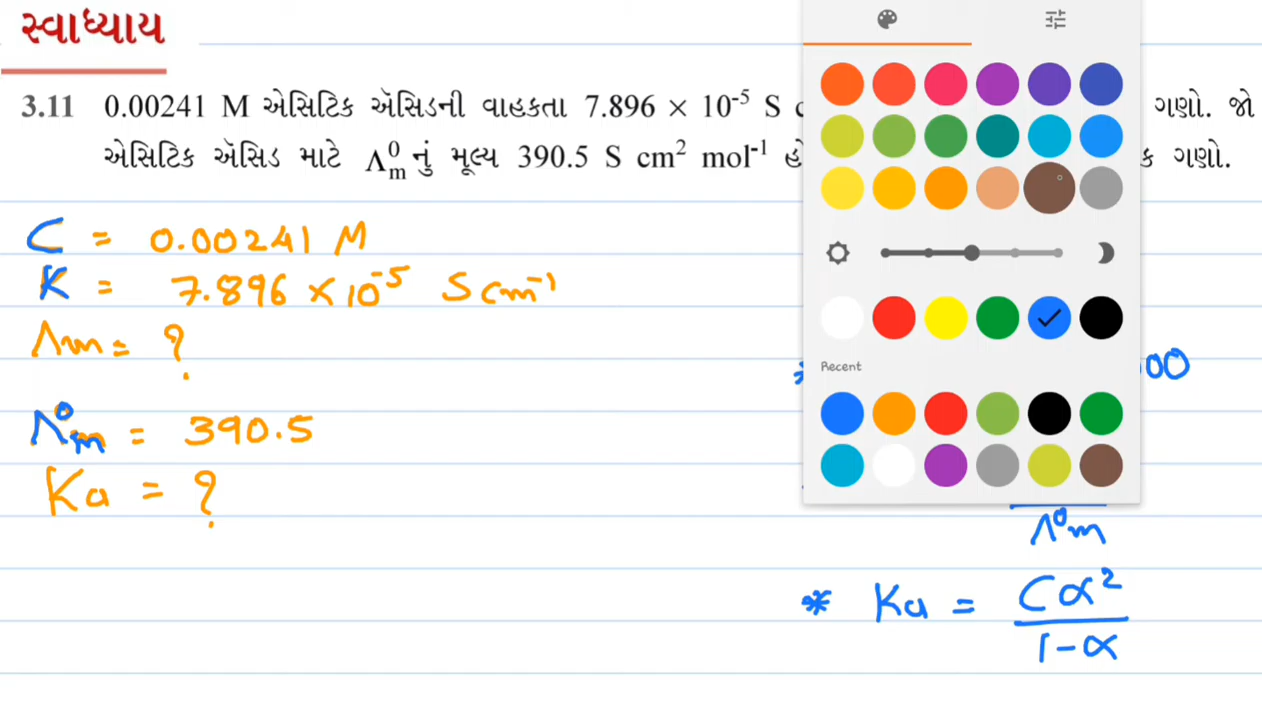 સ્વાધ્યાય
3.11 0.00241 M એસિટિક ઍસિડની વાહકતા 7.896 × 10⁻⁵ S c ગણો. જો
એસિટિક ઍસિડ માટે Λ⁰m નું મૂલ્ય 390.5 S cm² mol⁻¹ હો ક ગણો.
C = 0.00241 M
K = 7.896 × 10⁻⁵ S cm⁻¹
Λm = ?
Λ⁰m = 390.5
Ka = ?
Recent
* 00
Λ⁰m
* Ka = Cα²
1-α